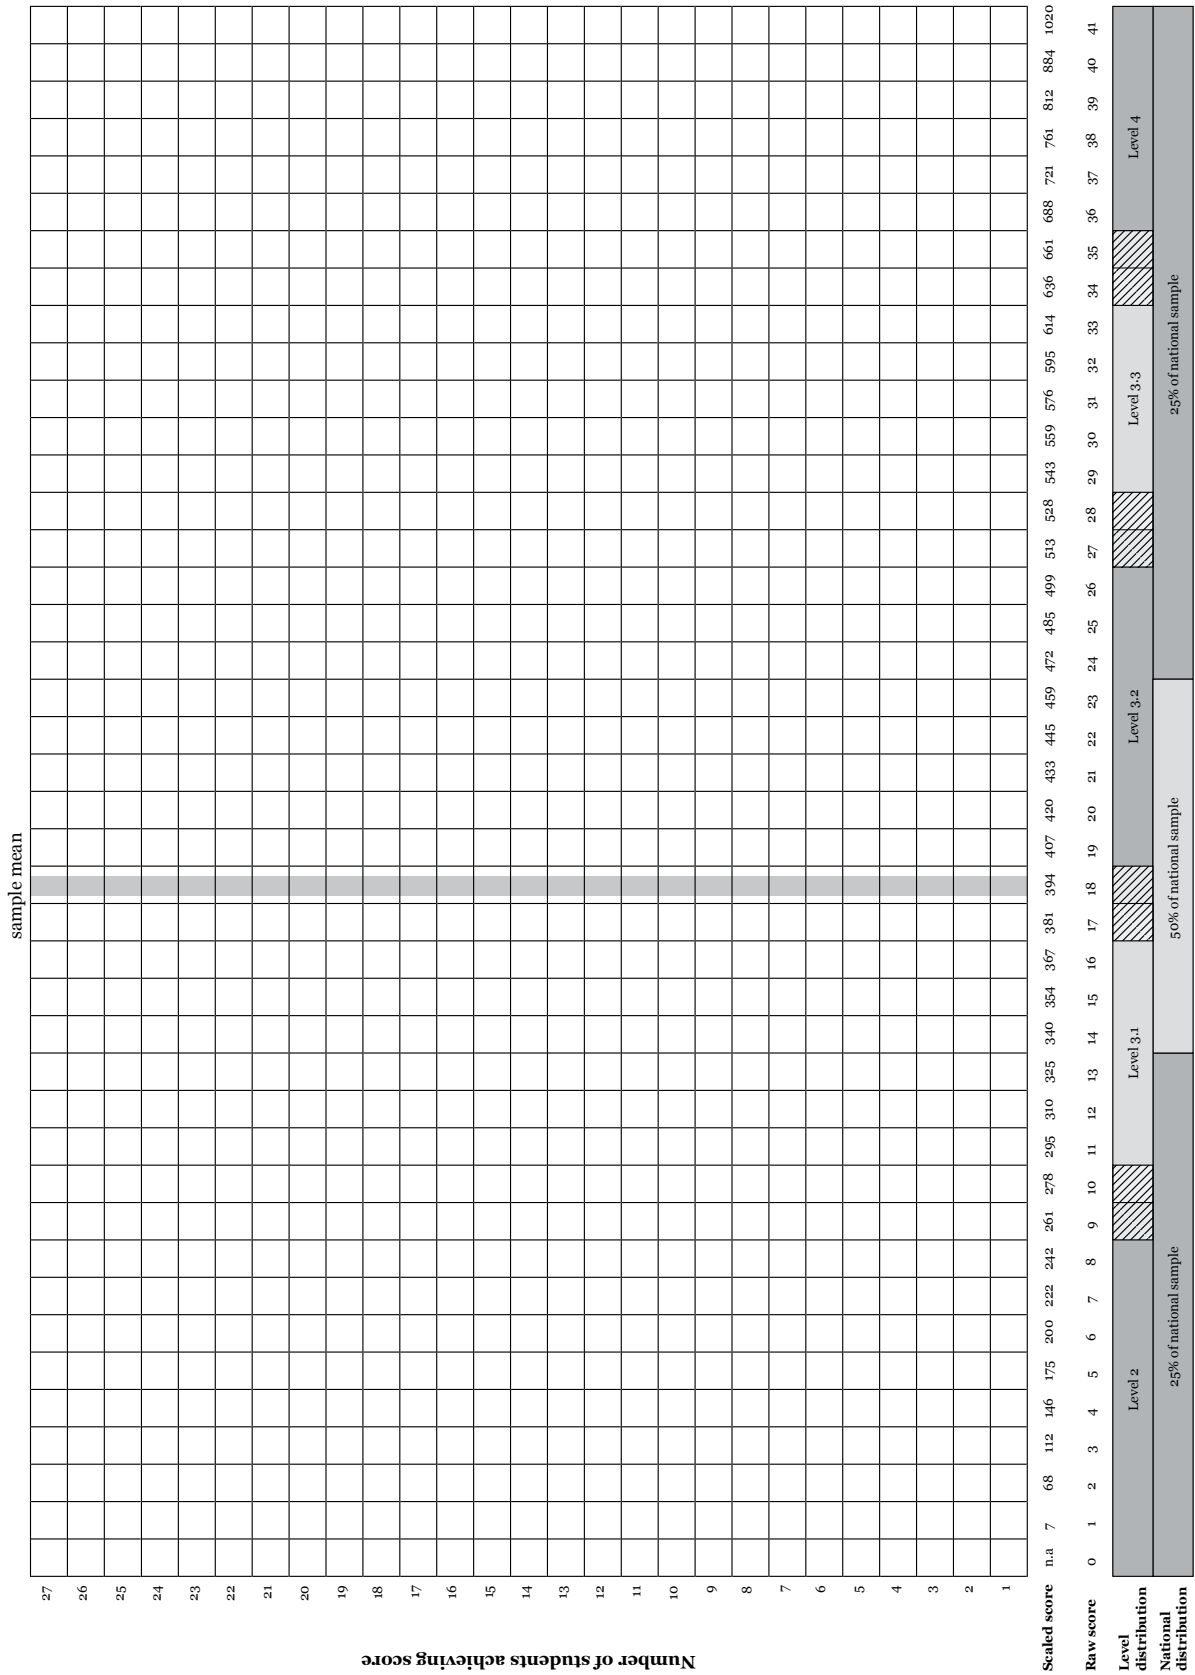 sample mean
Number of students achieving score
27
26
25
24
23
22
21
20
19
18
17
16
15
14
13
12
11
10
9
8
7
6
5
4
3
2
1
Scaled score n.a 7 68 112 146 175 200 222 242 261 278 295 310 325 340 354 367 381 394 407 420 433 445 459 472 485 499 513 528 543 559 576 595 614 636 661 688 721 761 812 884 1020
Raw score 0 1 2 3 4 5 6 7 8 9 10 11 12 13 14 15 16 17 18 19 20 21 22 23 24 25 26 27 28 29 30 31 32 33 34 35 36 37 38 39 40 41
Level
distribution
Level 2 Level 3.1 Level 3.2 Level 3.3 Level 4
National
distribution
25% of national sample 50% of national sample 25% of national sample